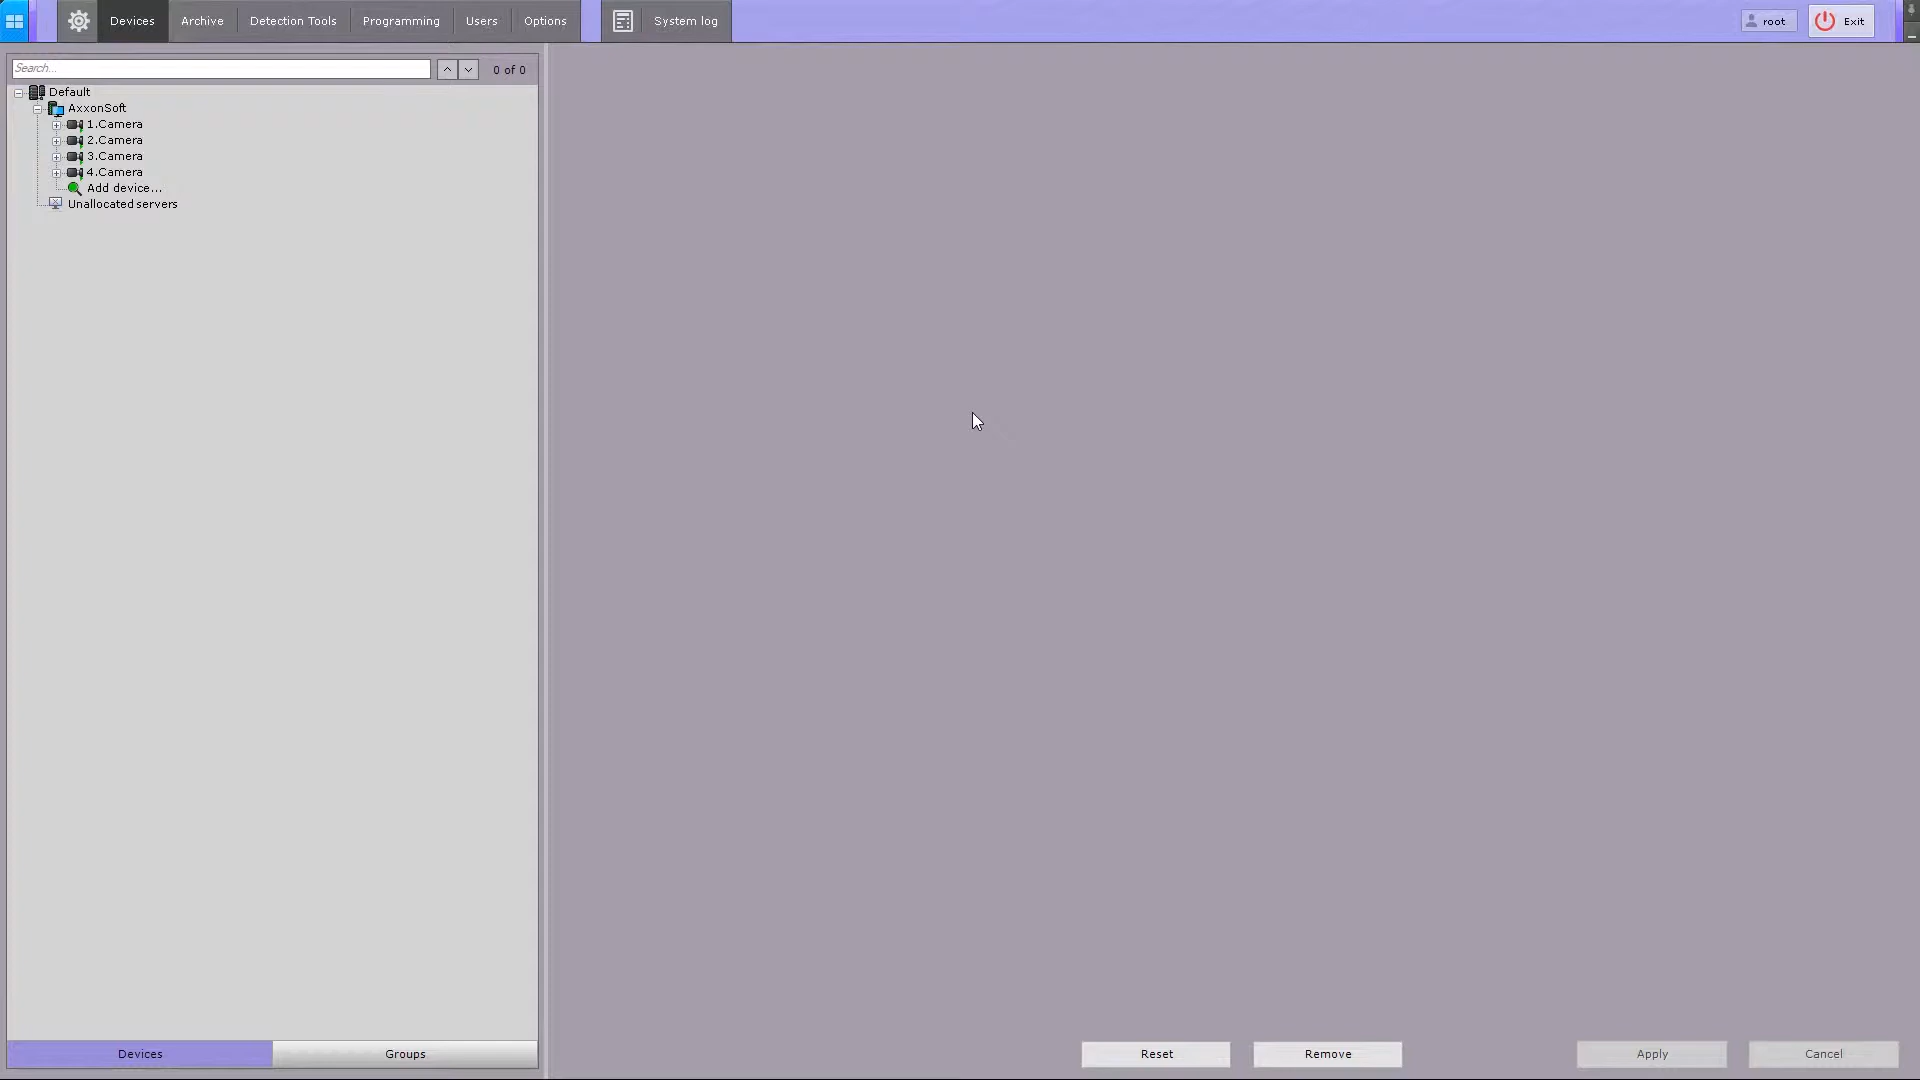 Devices Archive Detection Tools Programming Users Options System log root Exit
Search... 0 of 0
Default
AxxonSoft
1.Camera
2.Camera
3.Camera
4.Camera
Add device...
Unallocated servers
Devices Groups Reset Remove Apply Cancel